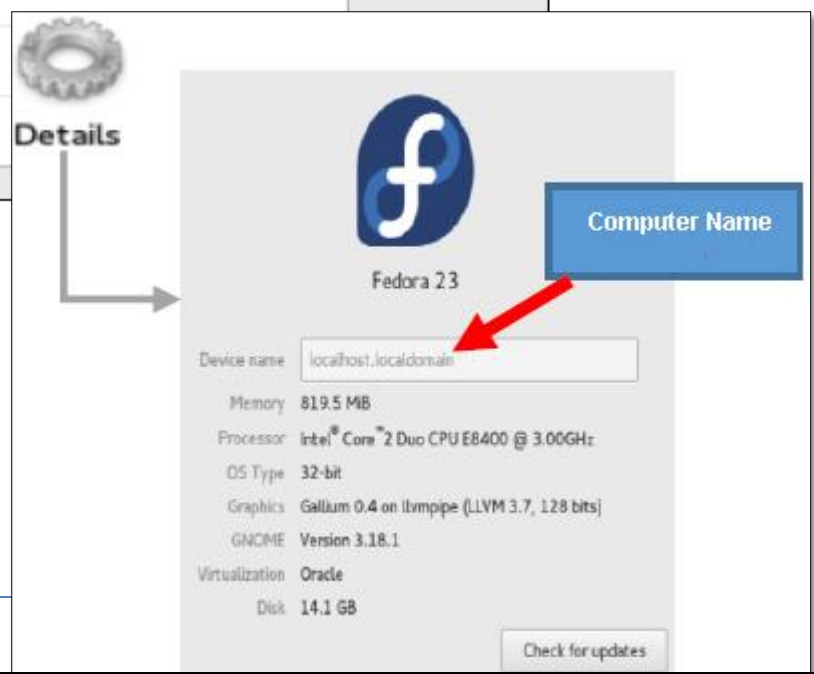 Details
Computer Name
Fedora 23
Device name localhost.localdomain
Memory 819.5 MiB
Processor Intel® Core™2 Duo CPU E8400 @ 3.00GHz
OS Type 32-bit
Graphics Gallium 0.4 on llvmpipe (LLVM 3.7, 128 bits)
GNOME Version 3.18.1
Virtualization Oracle
Disk 14.1 GB
Check for updates